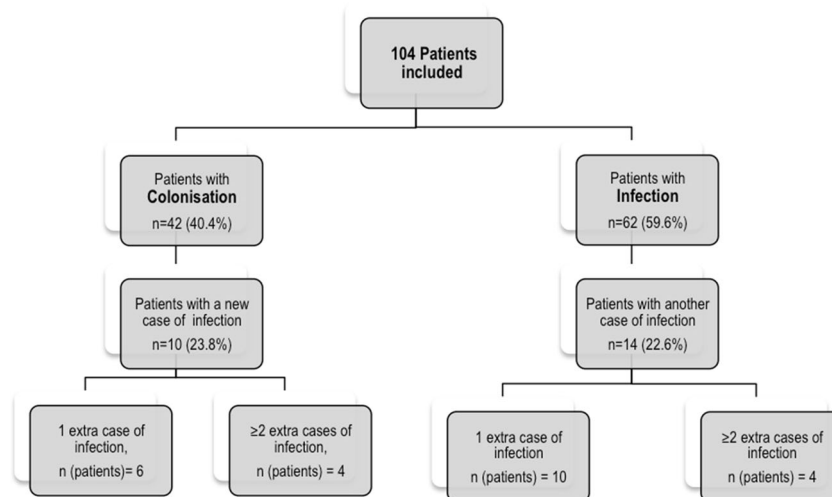 104 Patients
included
Patients with
Colonisation
n=42 (40.4%)
Patients with
Infection
n=62 (59.6%)
Patients with a new
case of infection
n=10 (23.8%)
Patients with another
case of infection
n=14 (22.6%)
1 extra case of
infection,
n (patients)= 6
≥2 extra cases of
infection,
n (patients) = 4
1 extra case of
infection
n (patients) = 10
≥2 extra cases of
infection
n (patients) = 4